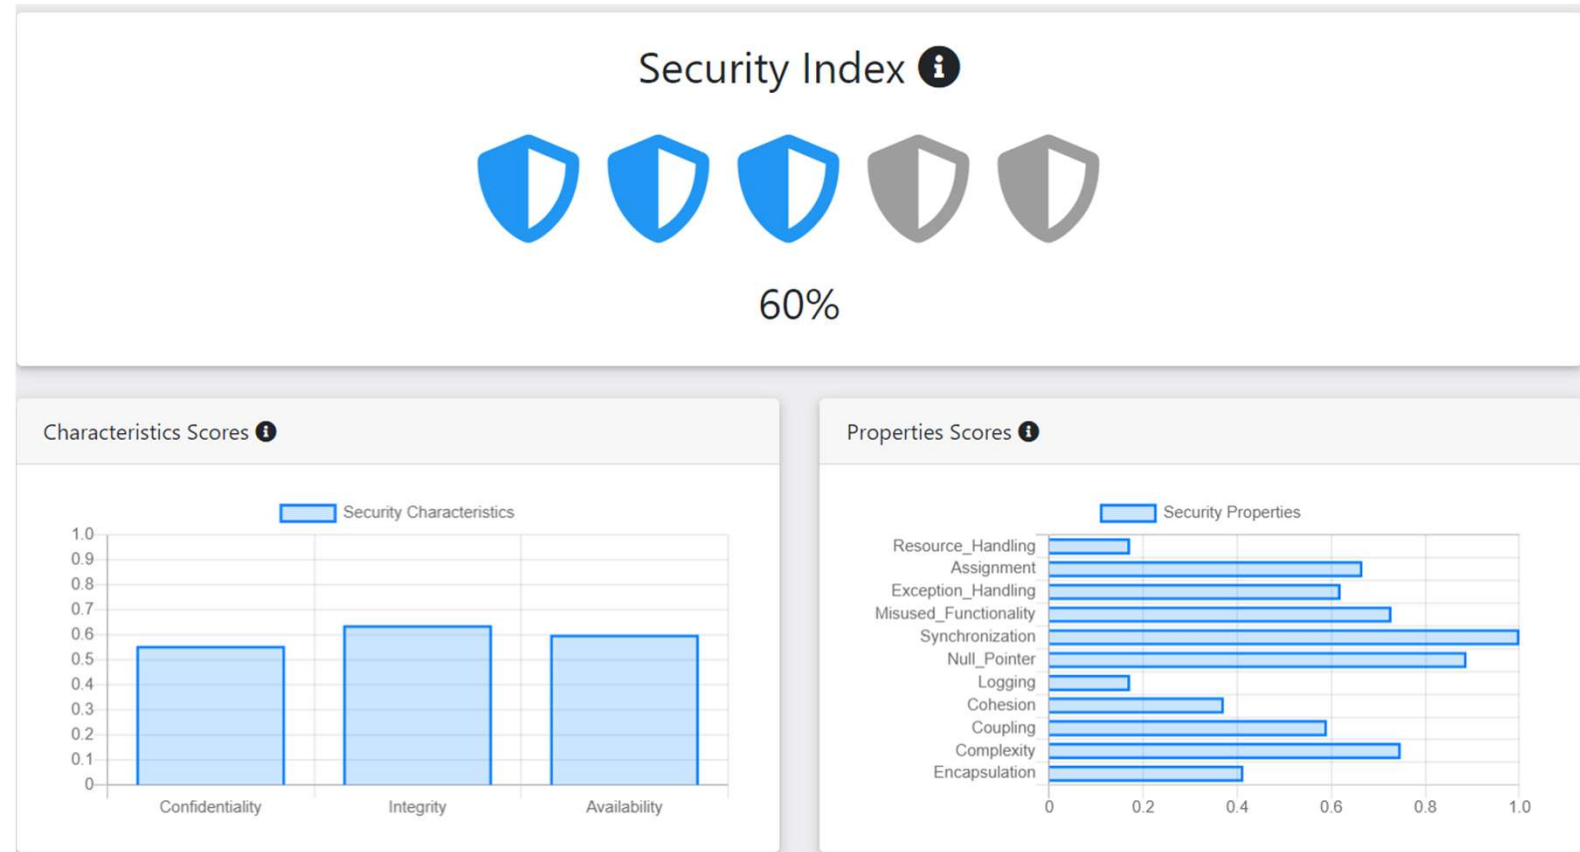 Security Index
60%
Characteristics Scores
Security Characteristics
1.0
0.9
0.8
0.7
0.6
0.5
0.4
0.3
0.2
0.1
0
Confidentiality Integrity Availability
Properties Scores
Security Properties
Resource_Handling
Assignment
Exception_Handling
Misused_Functionality
Synchronization
Null_Pointer
Logging
Cohesion
Coupling
Complexity
Encapsulation
0 0.2 0.4 0.6 0.8 1.0